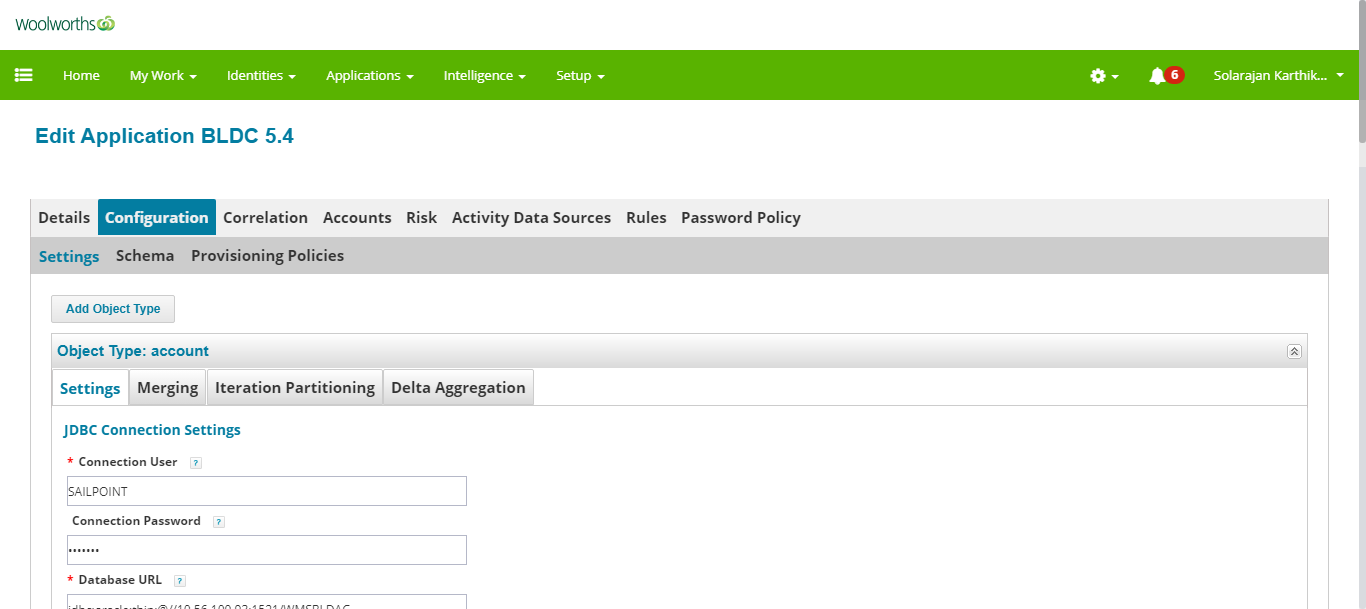 woolworths
Home My Work Identities Applications Intelligence Setup 6 Solarajan Karthik...
Edit Application BLDC 5.4
Details Configuration Correlation Accounts Risk Activity Data Sources Rules Password Policy
Settings Schema Provisioning Policies
Add Object Type
Object Type: account
Settings Merging Iteration Partitioning Delta Aggregation
JDBC Connection Settings
* Connection User ?
SAILPOINT
Connection Password ?
•••••••
* Database URL ?